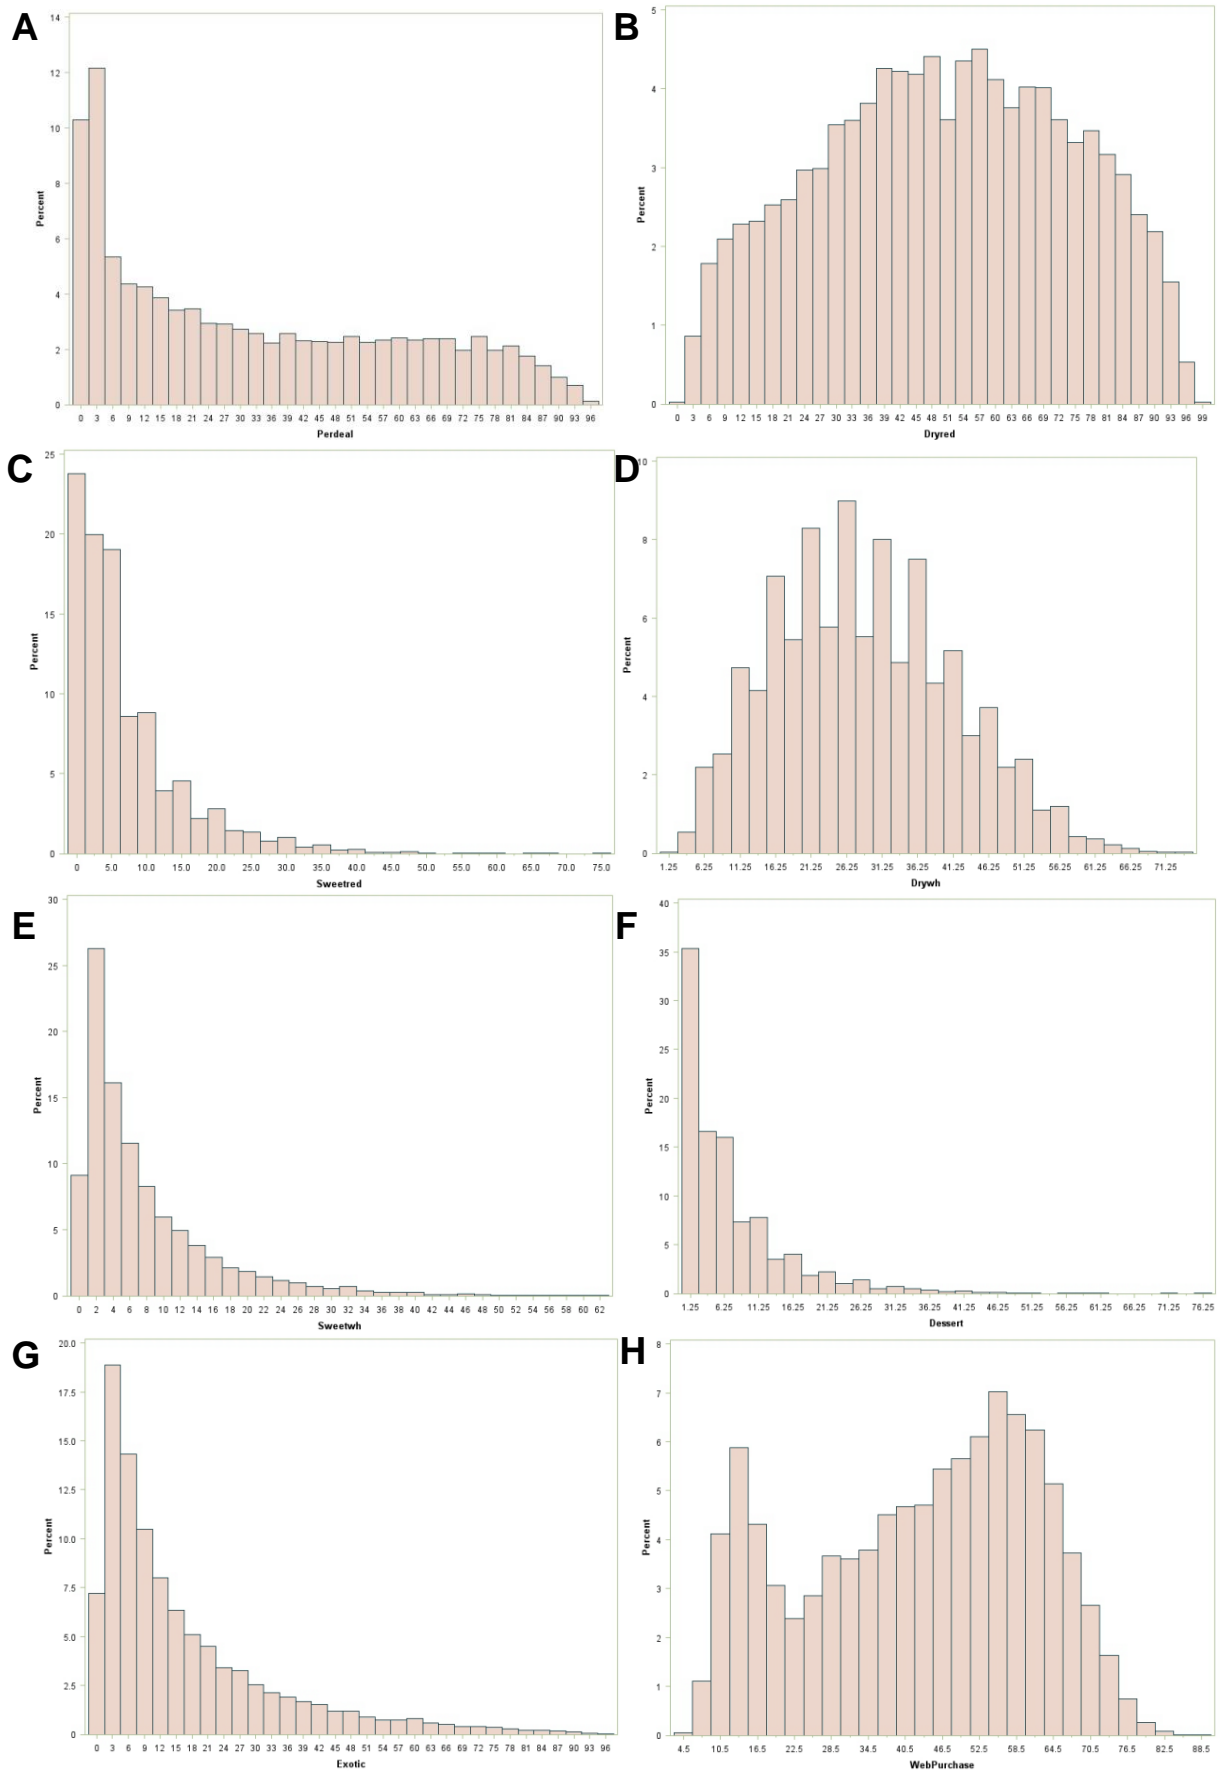 A
14
12
10
8
6
4
2
0
Percent
0 3 6 9 12 15 18 21 24 27 30 33 36 39 42 45 48 51 54 57 60 63 66 69 72 75 78 81 84 87 90 93 96
Perdeal
B
5
4
3
2
1
0
Percent
0 3 6 9 12 15 18 21 24 27 30 33 36 39 42 45 48 51 54 57 60 63 66 69 72 75 78 81 84 87 90 93 96 99
Dryred
C
25
20
15
10
5
0
Percent
0 5.0 10.0 15.0 20.0 25.0 30.0 35.0 40.0 45.0 50.0 55.0 60.0 65.0 70.0 75.0
Sweetred
D
10
8
6
4
2
0
Percent
1.25 6.25 11.25 16.25 21.25 26.25 31.25 36.25 41.25 46.25 51.25 56.25 61.25 66.25 71.25
Drywh
E
30
25
20
15
10
5
0
Percent
0 2 4 6 8 10 12 14 16 18 20 22 24 26 28 30 32 34 36 38 40 42 44 46 48 50 52 54 56 58 60 62
Sweetwh
F
40
35
30
25
20
15
10
5
0
Percent
1.25 6.25 11.25 16.25 21.25 26.25 31.25 36.25 41.25 46.25 51.25 56.25 61.25 66.25 71.25 76.25
Dessert
G
20.0
17.5
15.0
12.5
10.0
7.5
5.0
2.5
0
Percent
0 3 6 9 12 15 18 21 24 27 30 33 36 39 42 45 48 51 54 57 60 63 66 69 72 75 78 81 84 87 90 93 96
Exotic
H
8
7
6
5
4
3
2
1
0
Percent
4.5 10.5 16.5 22.5 28.5 34.5 40.5 46.5 52.5 58.5 64.5 70.5 76.5 82.5 88.5
WebPurchase